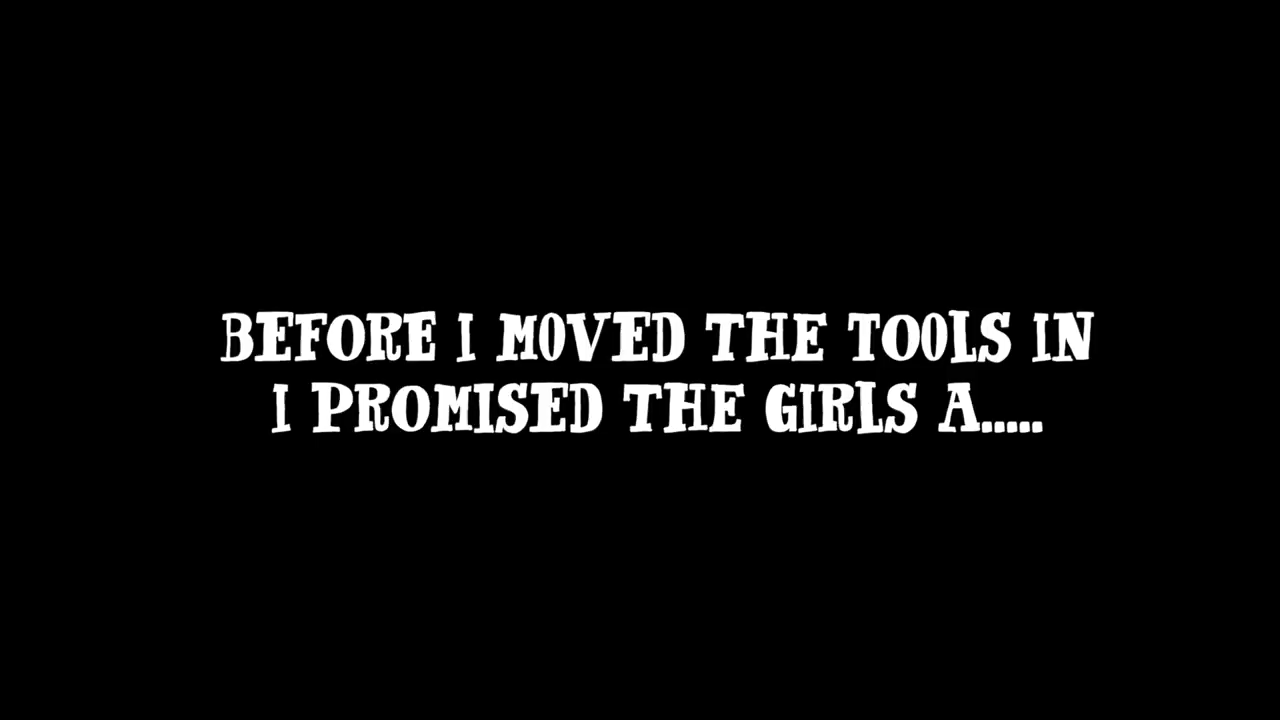 BEFORE I MOVED THE TOOLS IN
I PROMISED THE GIRLS A.....